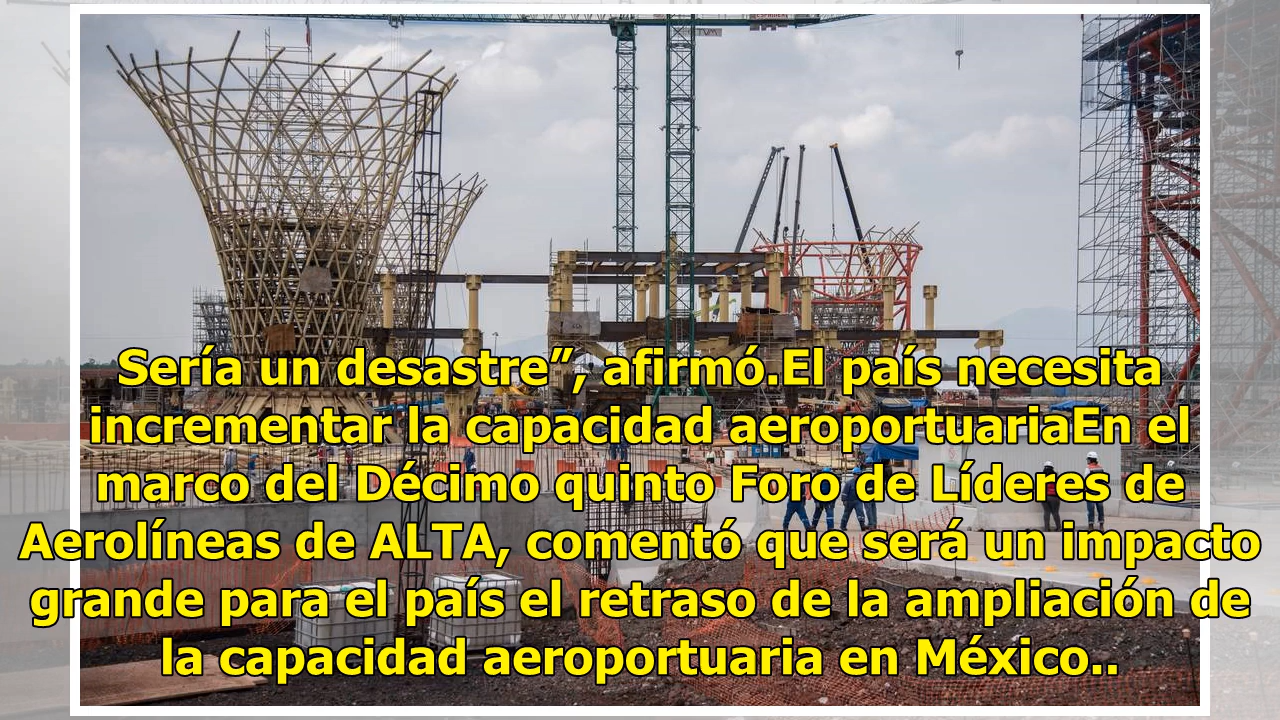 Sería un desastre”, afirmó.El país necesita
incrementar la capacidad aeroportuariaEn el
marco del Décimo quinto Foro de Líderes de
Aerolíneas de ALTA, comentó que será un impacto
grande para el país el retraso de la ampliación de
la capacidad aeroportuaria en México..